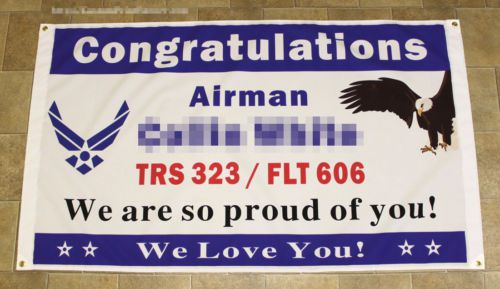 Congratulations
Airman
TRS 323 / FLT 606
We are so proud of you!
We Love You!